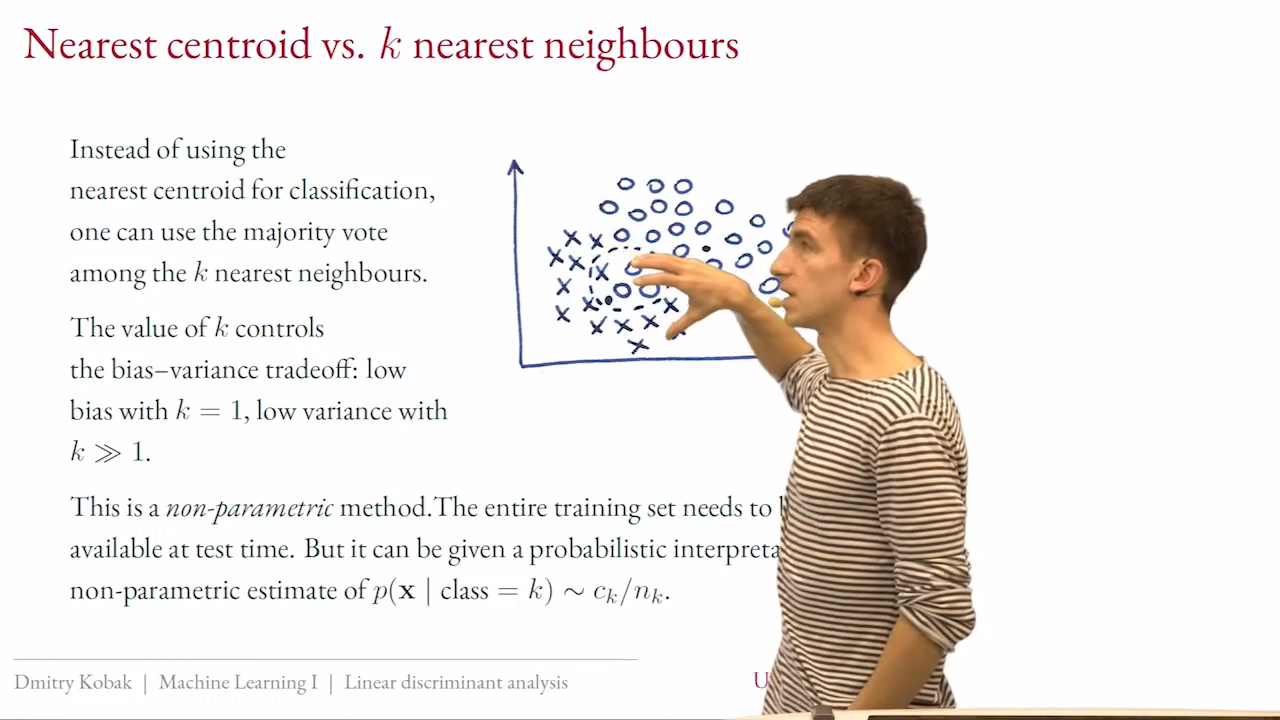 Nearest centroid vs. k nearest neighbours
Instead of using the
nearest centroid for classification,
one can use the majority vote
among the k nearest neighbours.
The value of k controls
the bias–variance tradeoff: low
bias with k = 1, low variance with
k ≫ 1.
This is a non-parametric method.The entire training set needs to
available at test time. But it can be given a probabilistic
non-parametric estimate of p(x | class = k) ∼ cₖ/nₖ.
Dmitry Kobak | Machine Learning I | Linear discriminant analysis